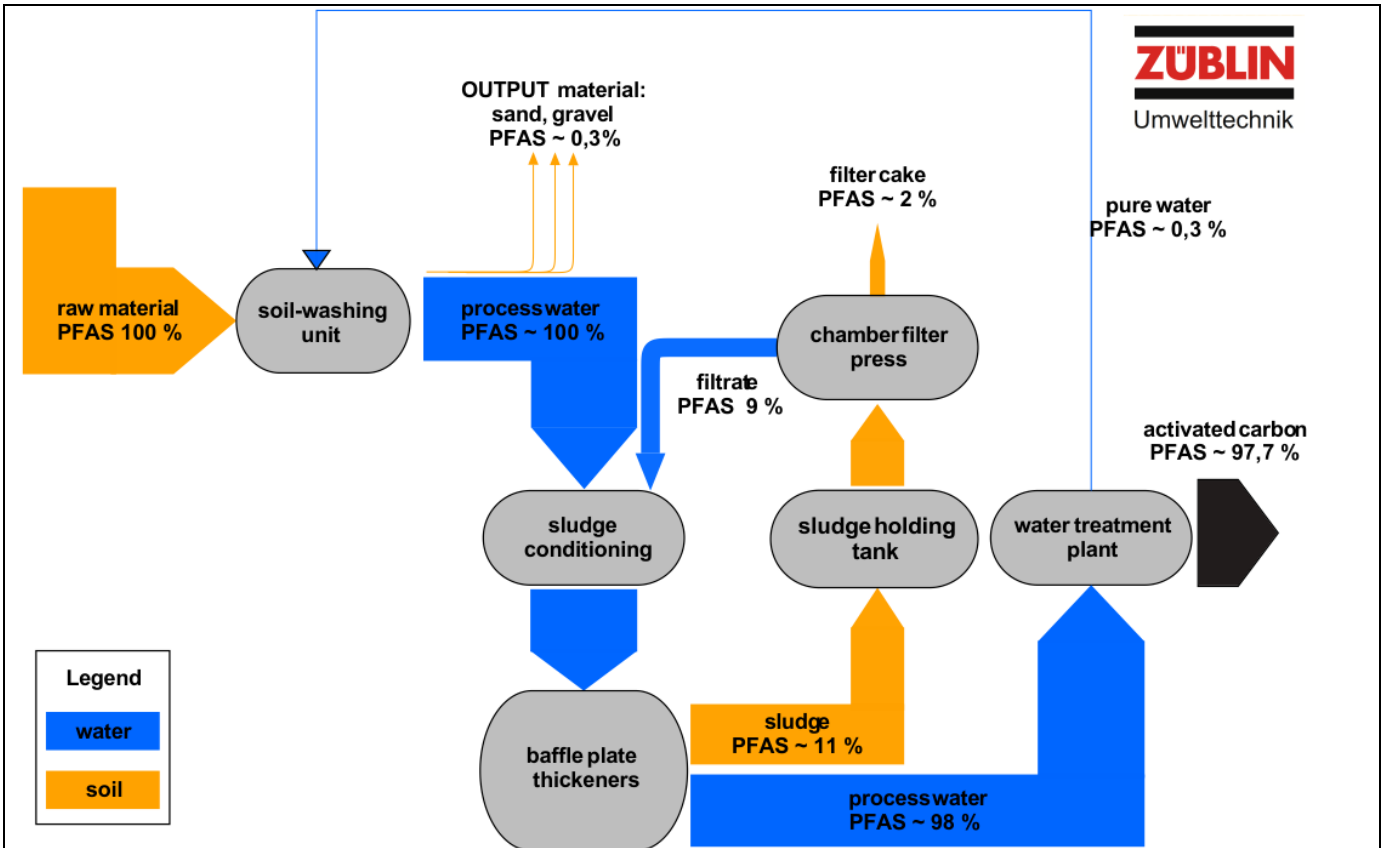 ZÜBLIN
Umwelttechnik
OUTPUT material:
sand, gravel
PFAS ~ 0,3%
filter cake
PFAS ~ 2 %
pure water
PFAS ~ 0,3 %
raw material
PFAS 100 %
soil-washing
unit
process water
PFAS ~ 100 %
chamber filter
press
filtrate
PFAS 9 %
activated carbon
PFAS ~ 97,7 %
sludge
conditioning
sludge holding
tank
water treatment
plant
Legend
water
soil
baffle plate
thickeners
sludge
PFAS ~ 11 %
process water
PFAS ~ 98 %